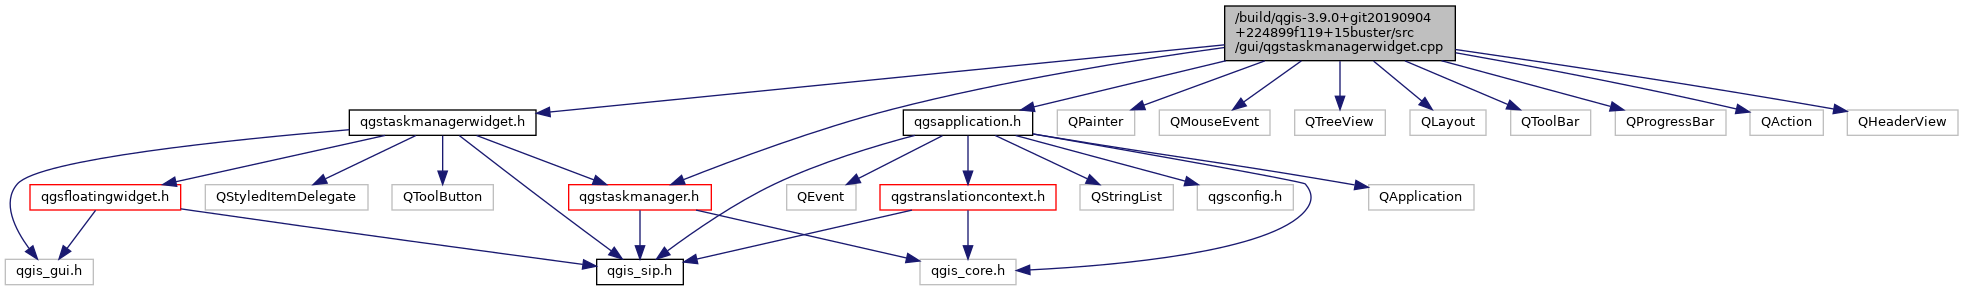 /build/qgis-3.9.0+git20190904
+224899f119+15buster/src
/gui/qgstaskmanagerwidget.cpp
qgstaskmanagerwidget.h
qgsapplication.h
QPainter
QMouseEvent
QTreeView
QLayout
QToolBar
QProgressBar
QAction
QHeaderView
qgsfloatingwidget.h
QStyledItemDelegate
QToolButton
qgstaskmanager.h
QEvent
qgstranslationcontext.h
QStringList
qgsconfig.h
QApplication
qgis_gui.h
qgis_sip.h
qgis_core.h